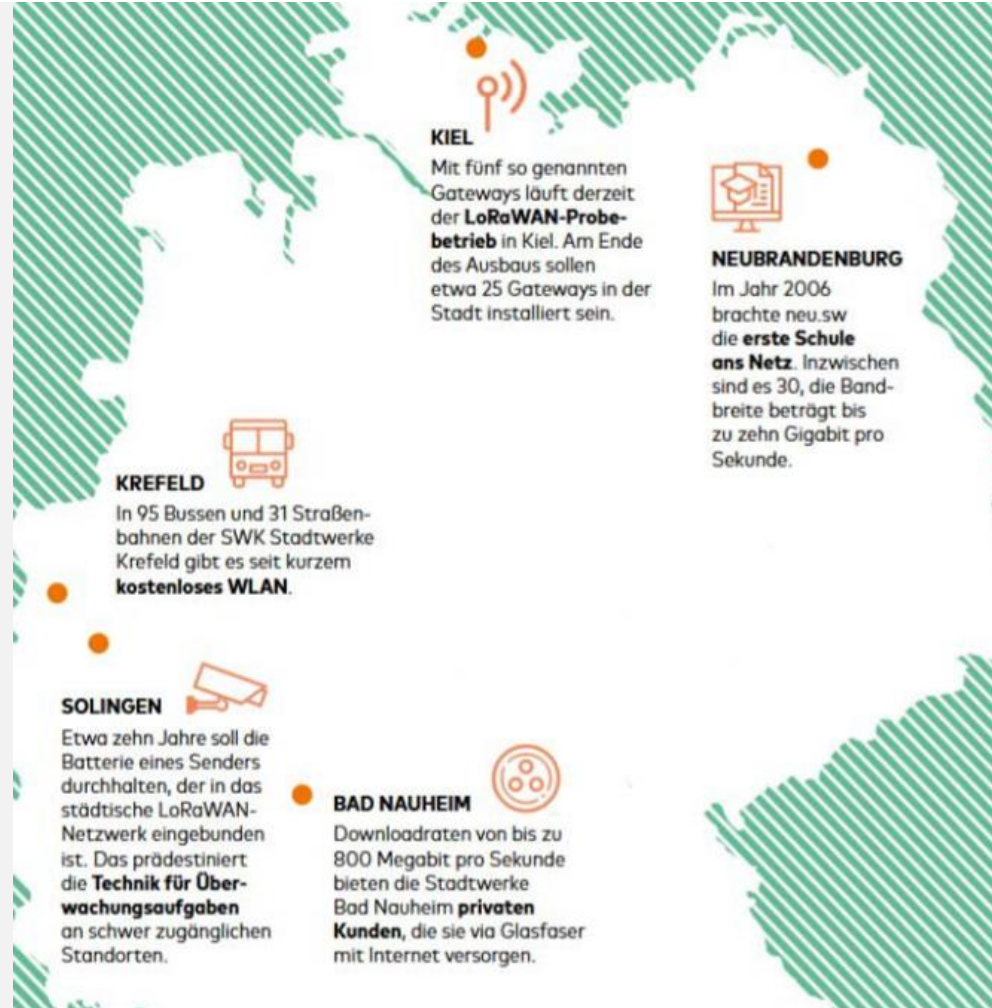 KIEL
Mit fünf so genannten
Gateways läuft derzeit
der LoRaWAN-Probe-
betrieb in Kiel. Am Ende
des Ausbaus sollen
etwa 25 Gateways in der
Stadt installiert sein.
NEUBRANDENBURG
Im Jahr 2006
brachte neu.sw
die erste Schule
ans Netz. Inzwischen
sind es 30, die Band-
breite beträgt bis
zu zehn Gigabit pro
Sekunde.
KREFELD
In 95 Bussen und 31 Straßen-
bahnen der SWK Stadtwerke
Krefeld gibt es seit kurzem
kostenloses WLAN.
SOLINGEN
Etwa zehn Jahre soll die
Batterie eines Senders
durchhalten, der in das
städtische LoRaWAN-
Netzwerk eingebunden
ist. Das prädestiniert
die Technik für Über-
wachungsaufgaben
an schwer zugänglichen
Standorten.
BAD NAUHEIM
Downloadraten von bis zu
800 Megabit pro Sekunde
bieten die Stadtwerke
Bad Nauheim privaten
Kunden, die sie via Glasfaser
mit Internet versorgen.